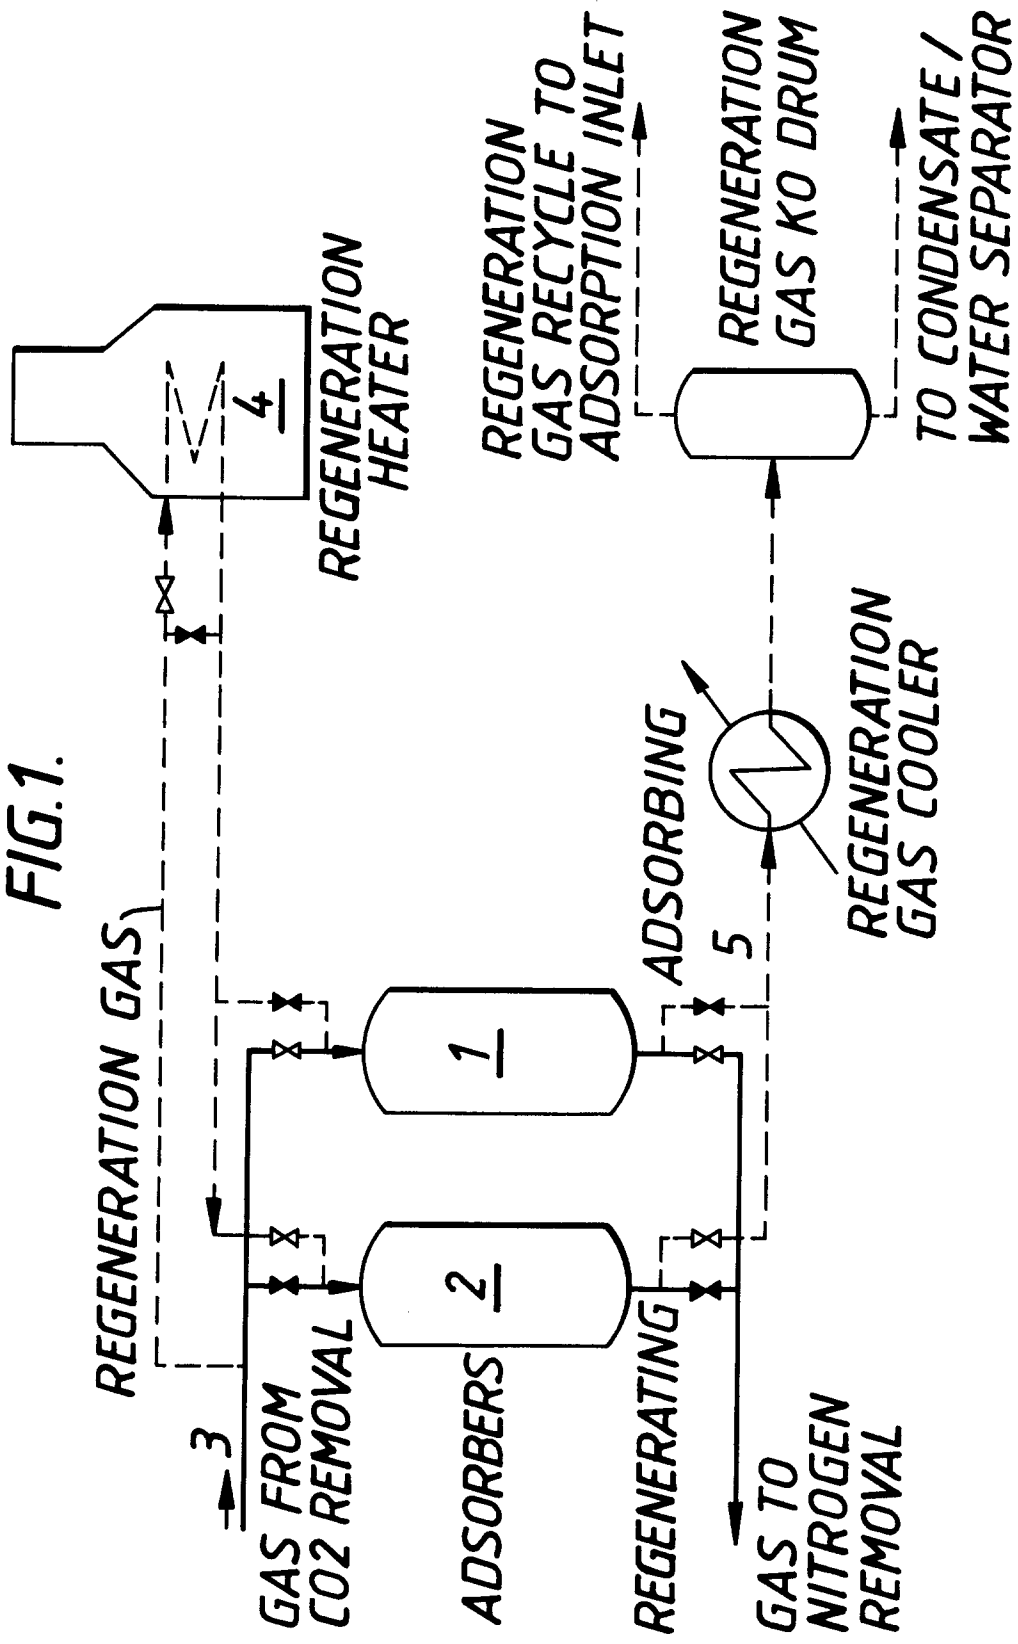 FIG.1.
REGENERATION GAS
4
REGENERATION
HEATER
3
GAS FROM
CO2 REMOVAL
ADSORBERS
2
1
REGENERATING
ADSORBING
5
GAS TO
NITROGEN
REMOVAL
REGENERATION
GAS COOLER
REGENERATION
GAS RECYCLE TO
ADSORPTION INLET
REGENERATION
GAS KO DRUM
TO CONDENSATE /
WATER SEPARATOR